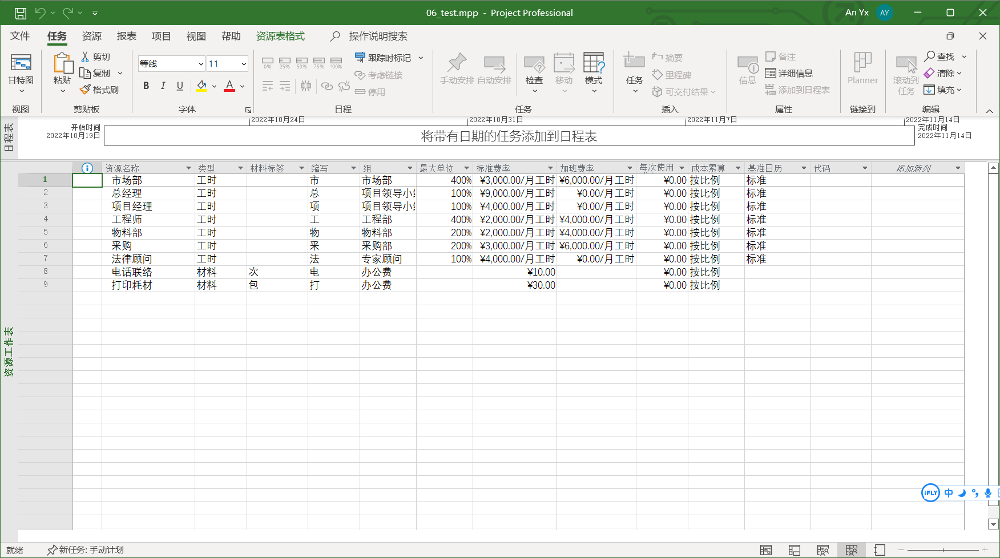 06_test.mpp - Project Professional
An Yx AY
文件 任务 资源 报表 项目 视图 帮助 资源表格式 操作说明搜索
甘特图
视图
粘贴
剪切
复制
格式刷
剪贴板
等线 11
B I U A
字体
0% 25% 50% 75% 100%
跟踪时标记
考虑链接
停用
日程
手动安排 自动安排
检查 移动 模式
任务
任务
摘要
里程碑
可交付结果
插入
信息
备注
详细信息
添加到日程表
属性
Planner
链接到
滚动到
任务
查找
清除
填充
编辑
日程表
2022年10月24日 2022年10月31日 2022年11月7日 2022年11月14日
开始时间
2022年10月19日
将带有日期的任务添加到日程表
完成时间
2022年11月14日
资源工作表
资源名称 类型 材料标签 缩写 组 最大单位 标准费率 加班费率 每次使用 成本累算 基准日历 代码 添加新列
1 市场部 工时 市 市场部 400% ¥3,000.00/月工时 ¥6,000.00/月工时 ¥0.00 按比例 标准
2 总经理 工时 总 项目领导小 100% ¥9,000.00/月工时 ¥0.00/月工时 ¥0.00 按比例 标准
3 项目经理 工时 项 项目领导小 100% ¥4,000.00/月工时 ¥0.00/月工时 ¥0.00 按比例 标准
4 工程师 工时 工 工程部 400% ¥2,000.00/月工时 ¥4,000.00/月工时 ¥0.00 按比例 标准
5 物料部 工时 物 物料部 200% ¥2,000.00/月工时 ¥4,000.00/月工时 ¥0.00 按比例 标准
6 采购 工时 采 采购部 200% ¥3,000.00/月工时 ¥6,000.00/月工时 ¥0.00 按比例 标准
7 法律顾问 工时 法 专家顾问 100% ¥4,000.00/月工时 ¥0.00/月工时 ¥0.00 按比例 标准
8 电话联络 材料 次 电 办公费 ¥10.00 ¥0.00 按比例
9 打印耗材 材料 包 打 办公费 ¥30.00 ¥0.00 按比例
iFLY 中
就绪 新任务: 手动计划